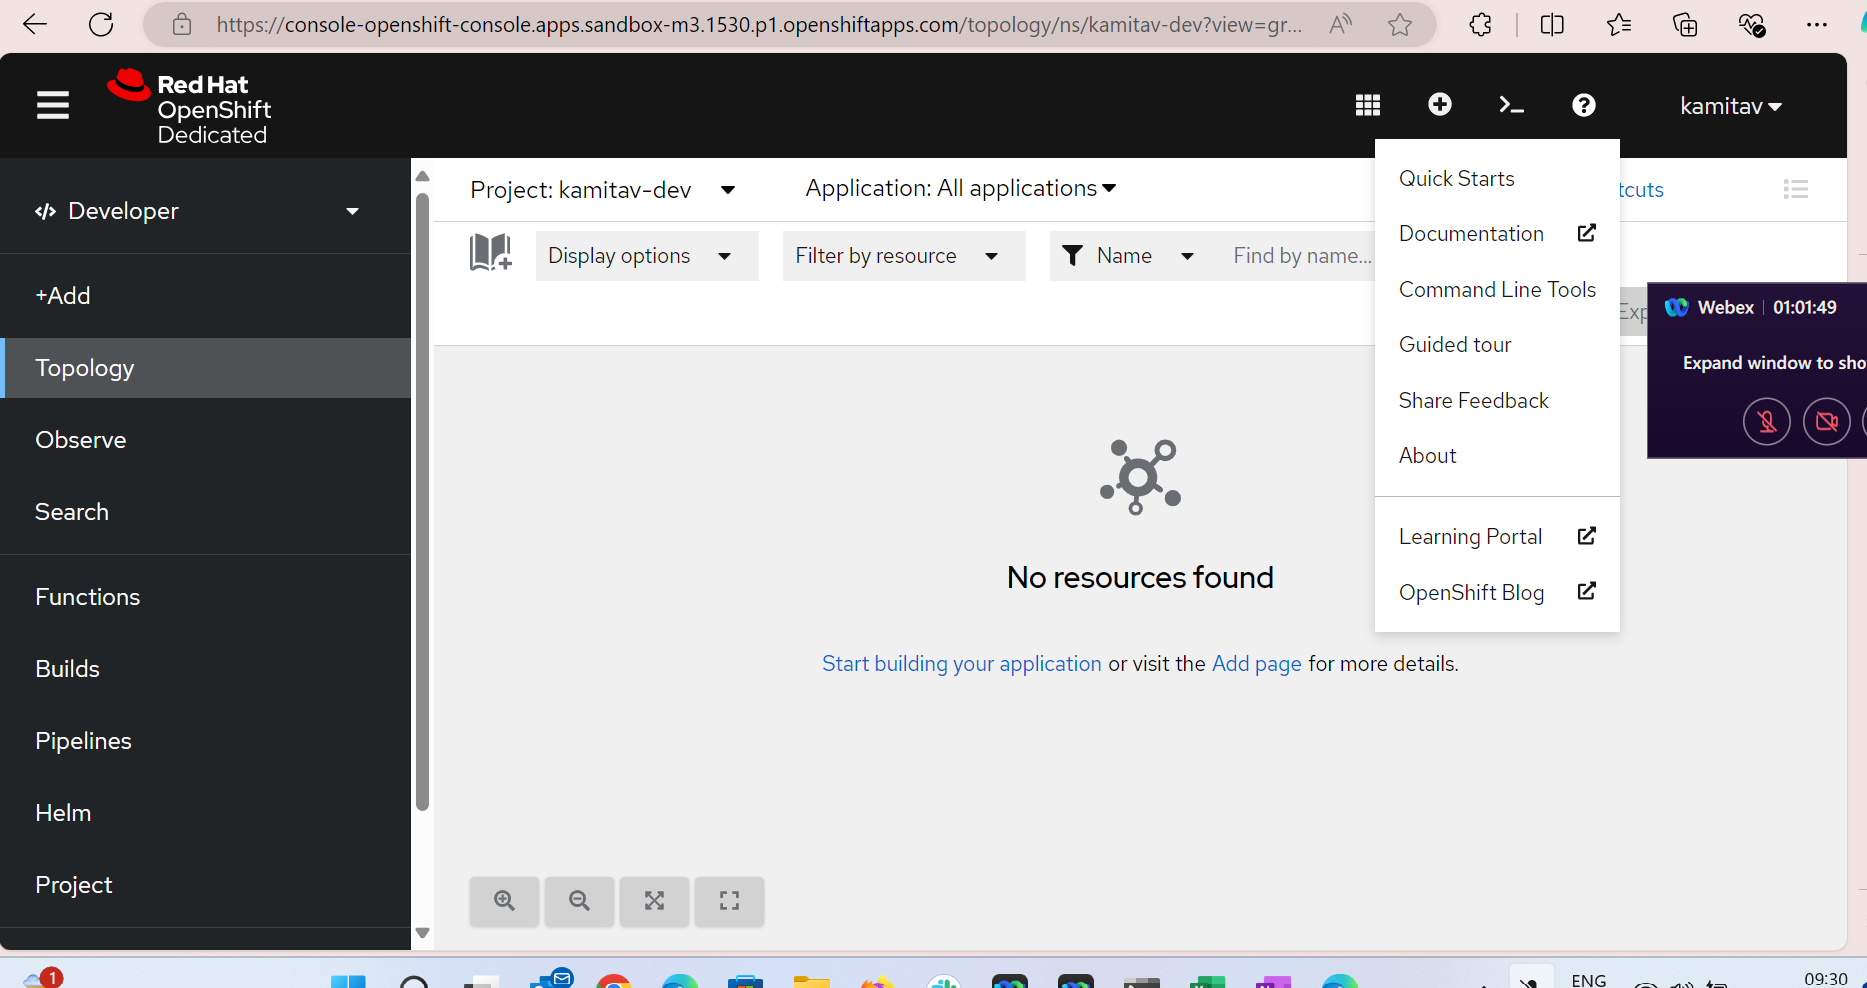 https://console-openshift-console.apps.sandbox-m3.1530.p1.openshiftapps.com/topology/ns/kamitav-dev?view=gr...
Red Hat
OpenShift
Dedicated
kamitav
Developer
+Add
Topology
Observe
Search
Functions
Builds
Pipelines
Helm
Project
Project: kamitav-dev
Application: All applications
tcuts
Display options
Filter by resource
Name
Find by name...
Exp
Quick Starts
Documentation
Command Line Tools
Guided tour
Share Feedback
About
Learning Portal
OpenShift Blog
Webex | 01:01:49
Expand window to sho
No resources found
Start building your application or visit the Add page for more details.
1
ENG
09:30